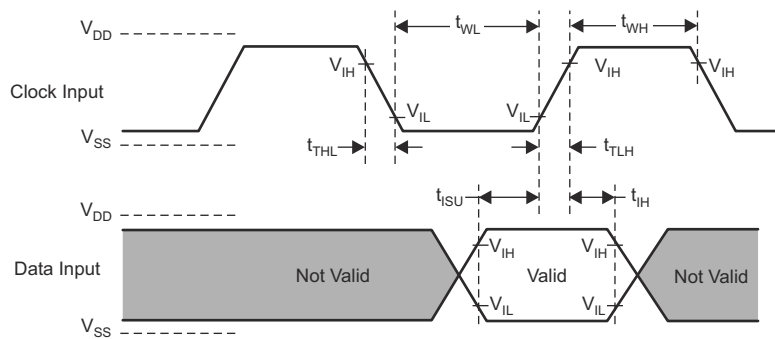 V_DD
t_WL
t_WH
V_IH
V_IH
V_IH
Clock Input
V_IL
V_IL
V_SS
t_THL
t_TLH
t_ISU
t_IH
V_DD
V_IH
V_IH
Data Input
Not Valid
Valid
Not Valid
V_IL
V_IL
V_SS